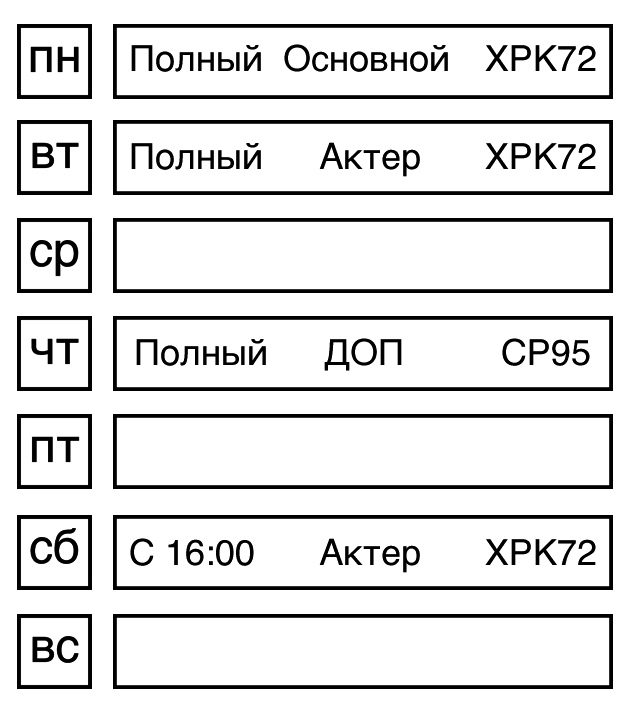 пн Полный Основной ХРК72
вт Полный Актер ХРК72
ср
чт Полный ДОП СР95
пт
сб С 16:00 Актер ХРК72
вс